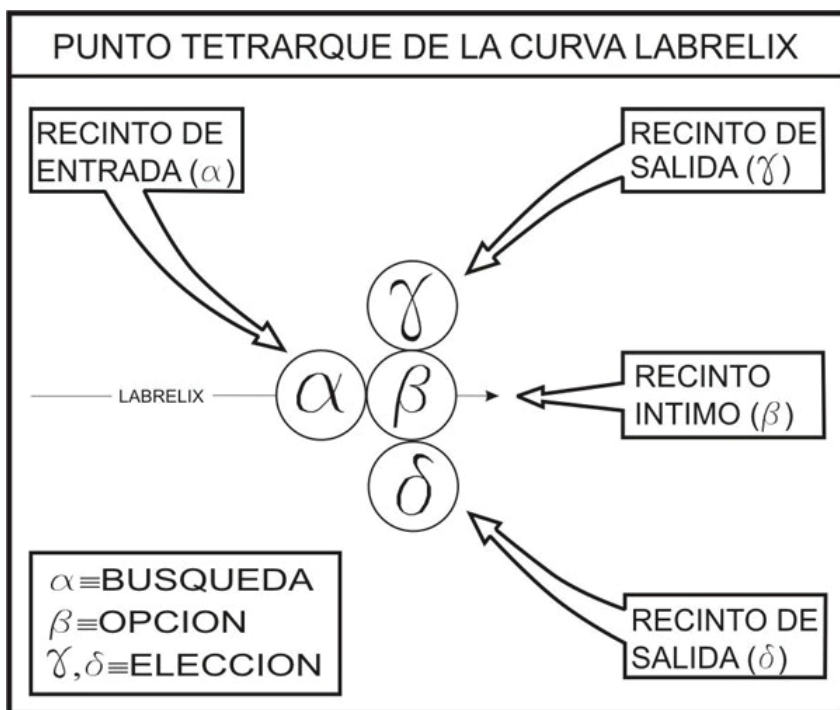 PUNTO TETRARQUE DE LA CURVA LABRELIX
RECINTO DE
ENTRADA (α)
RECINTO DE
SALIDA (γ)
γ
α
β
δ
LABRELIX
RECINTO
INTIMO (β)
RECINTO DE
SALIDA (δ)
α≡BUSQUEDA
β≡OPCION
γ,δ≡ELECCION